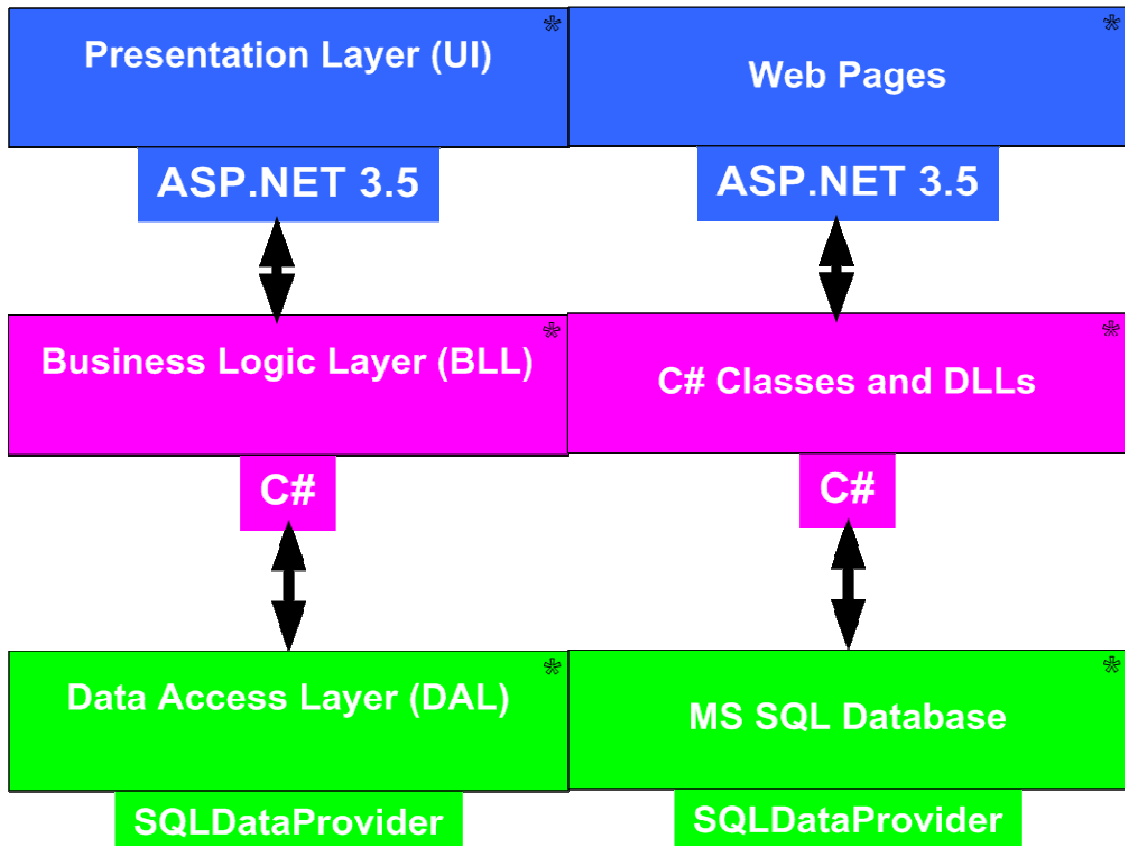 Presentation Layer (UI) *
Web Pages *
ASP.NET 3.5
ASP.NET 3.5
Business Logic Layer (BLL) *
C# Classes and DLLs *
C#
C#
Data Access Layer (DAL) *
MS SQL Database *
SQLDataProvider
SQLDataProvider